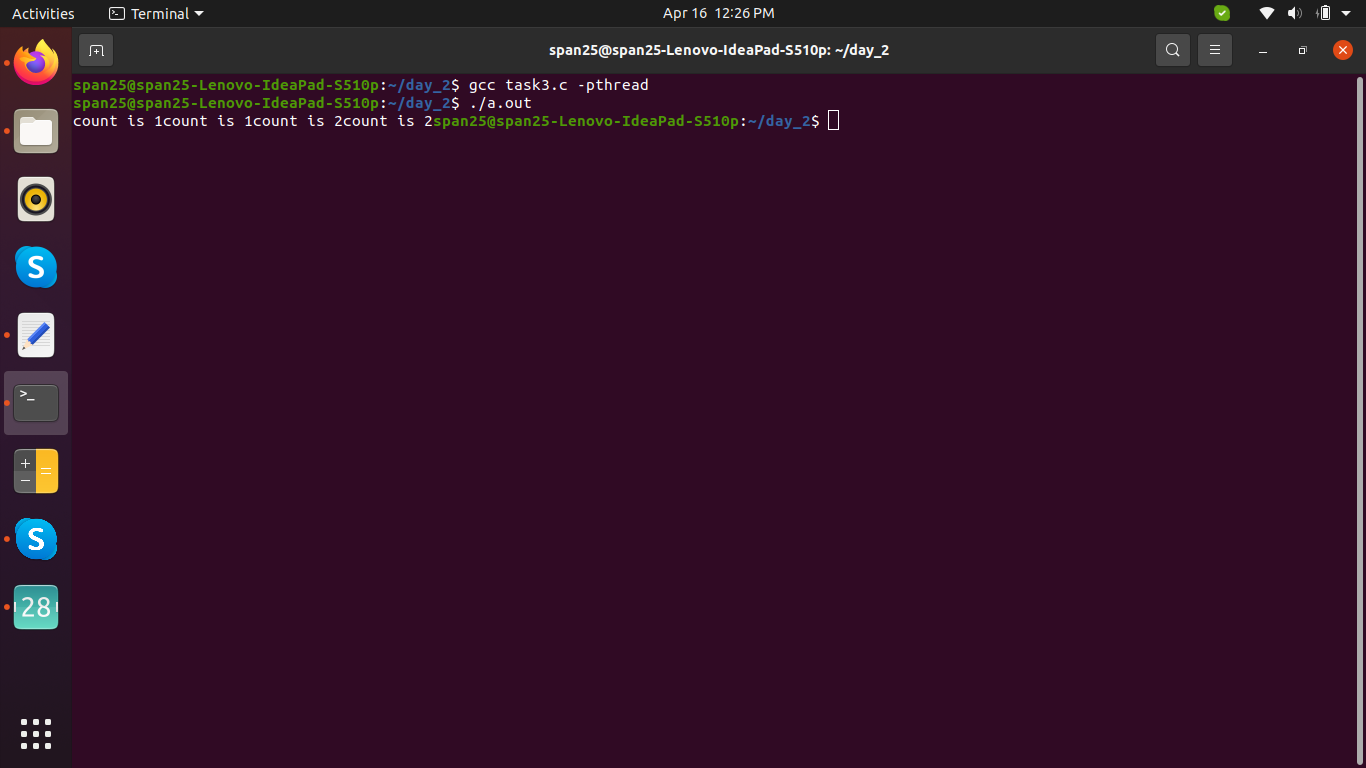 Activities Terminal Apr 16 12:26 PM
span25@span25-Lenovo-IdeaPad-S510p: ~/day_2
span25@span25-Lenovo-IdeaPad-S510p:~/day_2$ gcc task3.c -pthread
span25@span25-Lenovo-IdeaPad-S510p:~/day_2$ ./a.out
count is 1count is 1count is 2count is 2span25@span25-Lenovo-IdeaPad-S510p:~/day_2$
S
>_
S
28